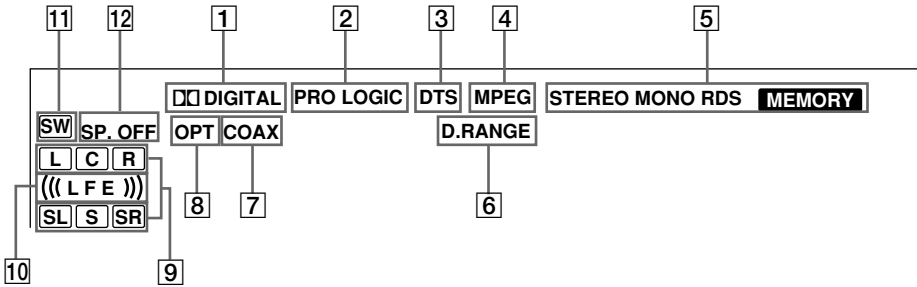 11 12 1 2 3 4 5
DIGITAL PRO LOGIC DTS MPEG STEREO MONO RDS MEMORY
SW SP. OFF OPT COAX D.RANGE
L C R
((( L F E )))
8 7 6
SL S SR
10 9